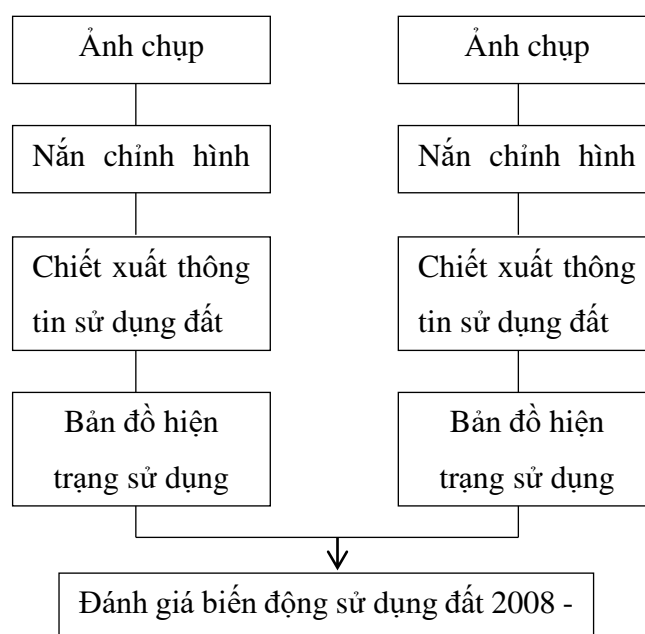 Ảnh chụp
Nắn chỉnh hình
Chiết xuất thông
tin sử dụng đất
Bản đồ hiện
trạng sử dụng
Ảnh chụp
Nắn chỉnh hình
Chiết xuất thông
tin sử dụng đất
Bản đồ hiện
trạng sử dụng
Đánh giá biến động sử dụng đất 2008 -